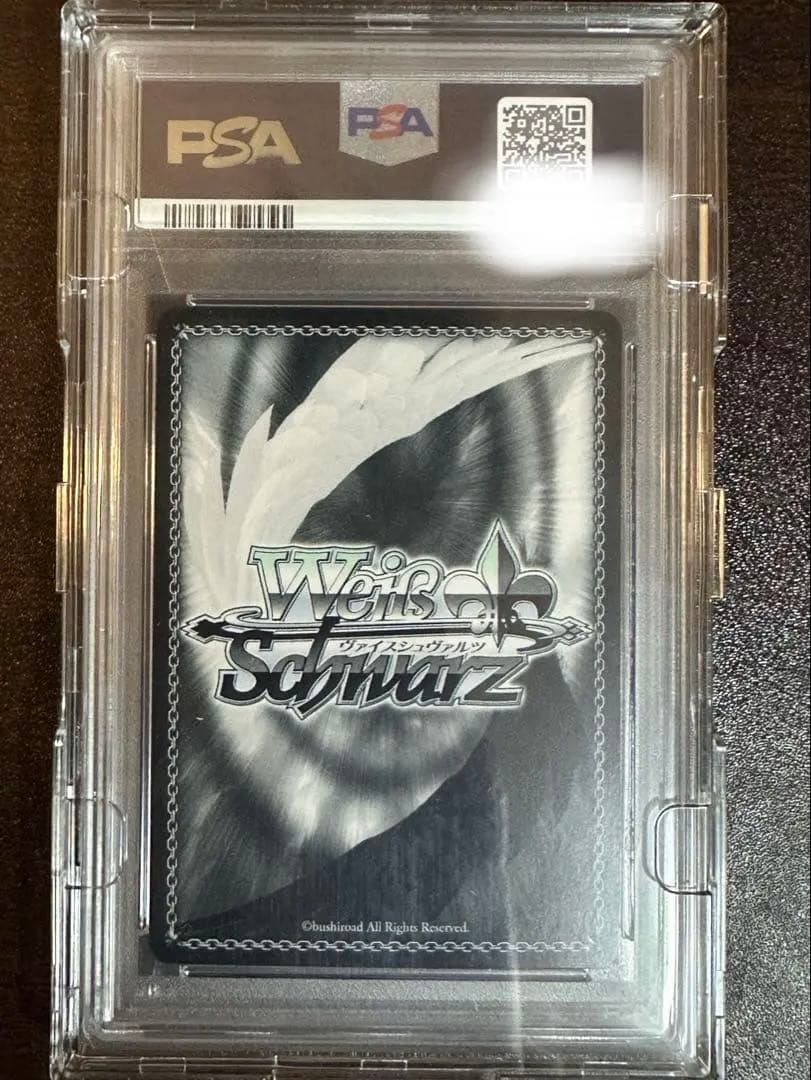 PSA
PSA
Weiß
ヴァイスシュヴァルツ
Schwarz
©bushiroad All Rights Reserved.